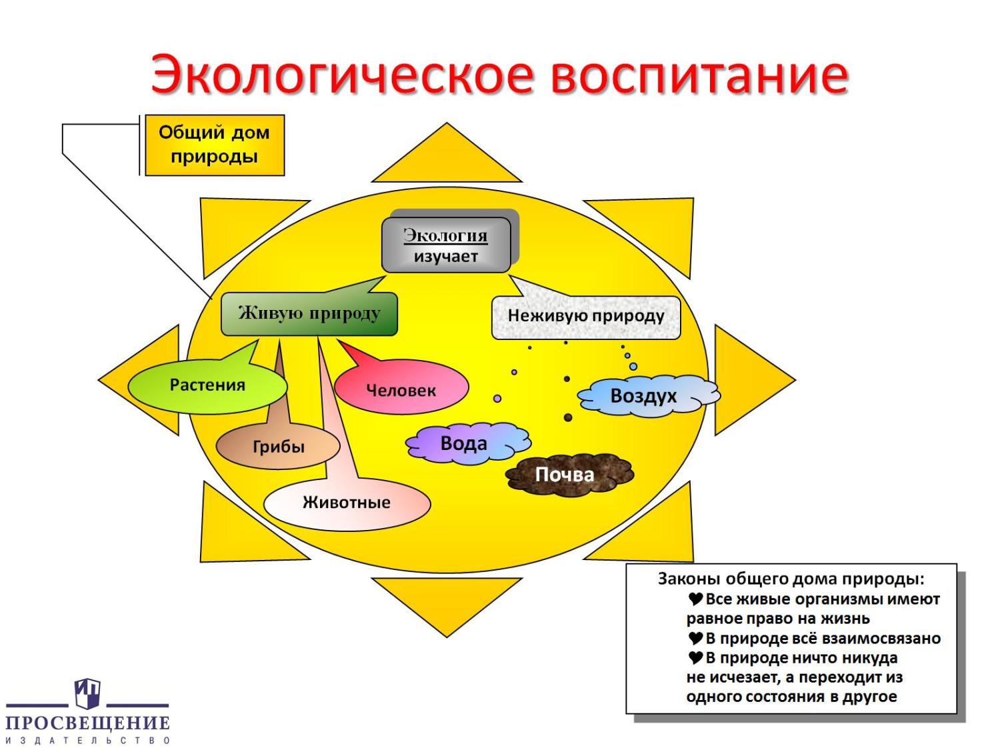 Экологическое воспитание
Общий дом
природы
Экология
изучает
Живую природу
Неживую природу
Растения
Человек
Воздух
Грибы
Вода
Почва
Животные
Законы общего дома природы:
Все живые организмы имеют
равное право на жизнь
В природе всё взаимосвязано
В природе ничто никуда
не исчезает, а переходит из
одного состояния в другое
ИП
ПРОСВЕЩЕНИЕ
ИЗДАТЕЛЬСТВО